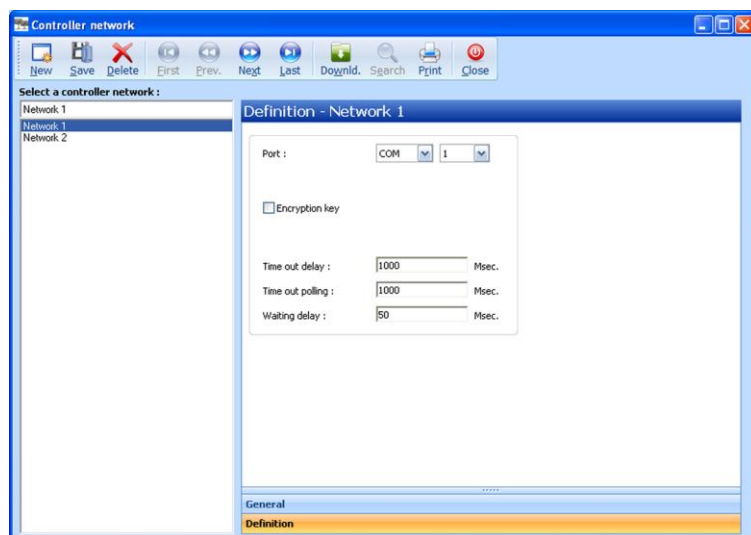 Controller network
New Save Delete First Prev. Next Last Downld. Search Print Close
Select a controller network :
Network 1
Network 1
Network 2
Definition - Network 1
Port : COM 1
Encryption key
Time out delay : 1000 Msec.
Time out polling : 1000 Msec.
Waiting delay : 50 Msec.
General
Definition